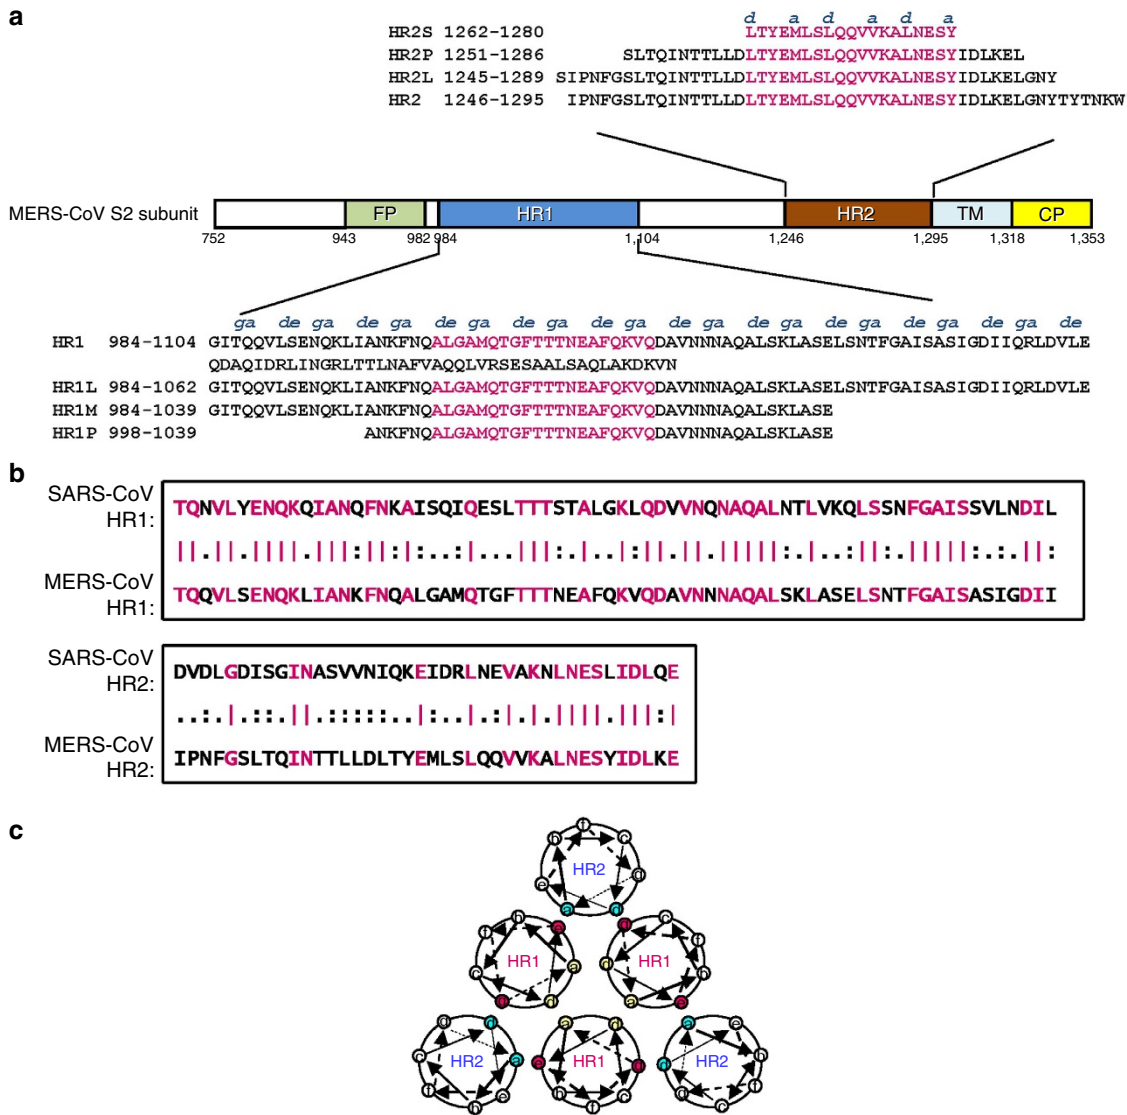 a
d a d a d a
HR2S 1262-1280 LTYEMLSLQQVVKALNESY
HR2P 1251-1286 SLTQINTTLLDLTYEMLSLQQVVKALNESYIDLKEL
HR2L 1245-1289 SIPNFGSLTQINTTLLDLTYEMLSLQQVVKALNESYIDLKELGNY
HR2 1246-1295 IPNFGSLTQINTTLLDLTYEMLSLQQVVKALNESYIDLKELGNYTYTNKW
MERS-CoV S2 subunit FP HR1 HR2 TM CP
752 943 982 984 1,104 1,246 1,295 1,318 1,353
ga de ga de ga de ga de ga de ga de ga de ga de ga de ga de ga de
HR1 984-1104 GITQQVLSENQKLIANKFNQALGAMQTGFTTTNEAFQKVQDAVNNNAQALSKLASELSNTFGAISASIGDIIQRLDVLE
QDAQIDRLINGRLTTLNAFVAQQLVRSESAALSAQLAKDKVN
HR1L 984-1062 GITQQVLSENQKLIANKFNQALGAMQTGFTTTNEAFQKVQDAVNNNAQALSKLASELSNTFGAISASIGDIIQRLDVLE
HR1M 984-1039 GITQQVLSENQKLIANKFNQALGAMQTGFTTTNEAFQKVQDAVNNNAQALSKLASE
HR1P 998-1039 ANKFNQALGAMQTGFTTTNEAFQKVQDAVNNNAQALSKLASE
b
SARS-CoV
HR1: TQNVLYENQKQIANQFNKAISQIQESLTTTSTALGKLQDVVNQNAQALNTLVKQLSSNFGAISSVLNDIL
||.||.||||.|||:||:|:..:|...|||:.|..|:||.||.|||||:.|..:||:|||||:.:.||:
MERS-CoV
HR1: TQQVLSENQKLIANKFNQALGAMQTGFTTTNEAFQKVQDAVNNNAQALSKLASELSNTFGAISASIGDII
SARS-CoV
HR2: DVDLGDISGINASVVNIQKEIDRLNEVAKNLNESLIDLQE
..:.|.::.||.:::::..|:..|.:|.|.||||.|||:|
MERS-CoV
HR2: IPNFGSLTQINTTLLDLTYEMLSLQQVVKALNESYIDLKE
c
f
b c
HR2
e g
a d
b e g c
f f
HR1 HR1
c a d b
g d a e
g d a d a e
c a e g d b
HR2 HR1 HR2
f e b c g f
b f c